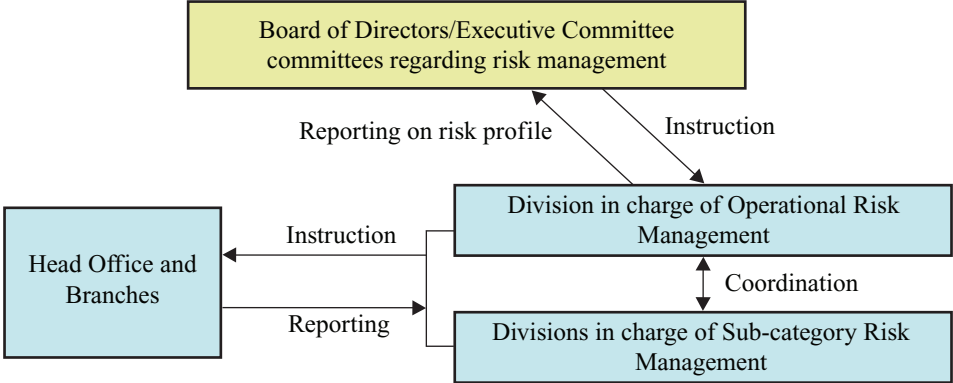 Board of Directors/Executive Committee
committees regarding risk management
Reporting on risk profile
Instruction
Division in charge of Operational Risk
Management
Instruction
Head Office and
Branches
Coordination
Reporting
Divisions in charge of Sub-category Risk
Management